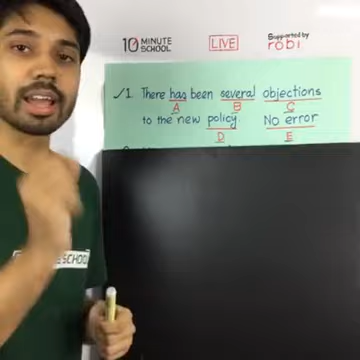 10 MINUTE SCHOOL
LIVE
Supported by
robi
✓1. There has been several objections
A B C
to the new policy. No error
D E
SCHOOL